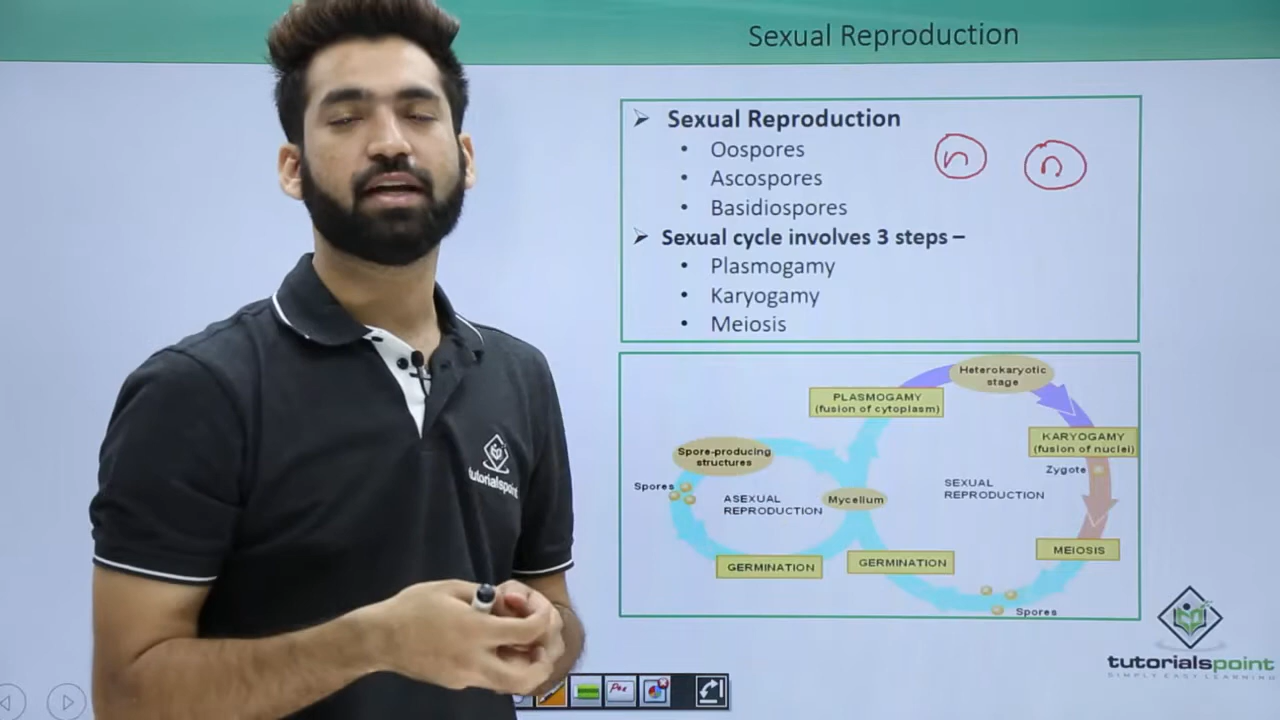 Sexual Reproduction
➢ Sexual Reproduction
• Oospores
• Ascospores
• Basidiospores
n n
➢ Sexual cycle involves 3 steps –
• Plasmogamy
• Karyogamy
• Meiosis
Heterokaryotic
stage
PLASMOGAMY
(fusion of cytoplasm)
KARYOGAMY
(fusion of nuclei)
Zygote
Spore-producing
structures
Spores
ASEXUAL
REPRODUCTION
Mycelium
SEXUAL
REPRODUCTION
MEIOSIS
GERMINATION
GERMINATION
Spores
tutorialspoint
tutorialspoint
SIMPLY EASY LEARNING